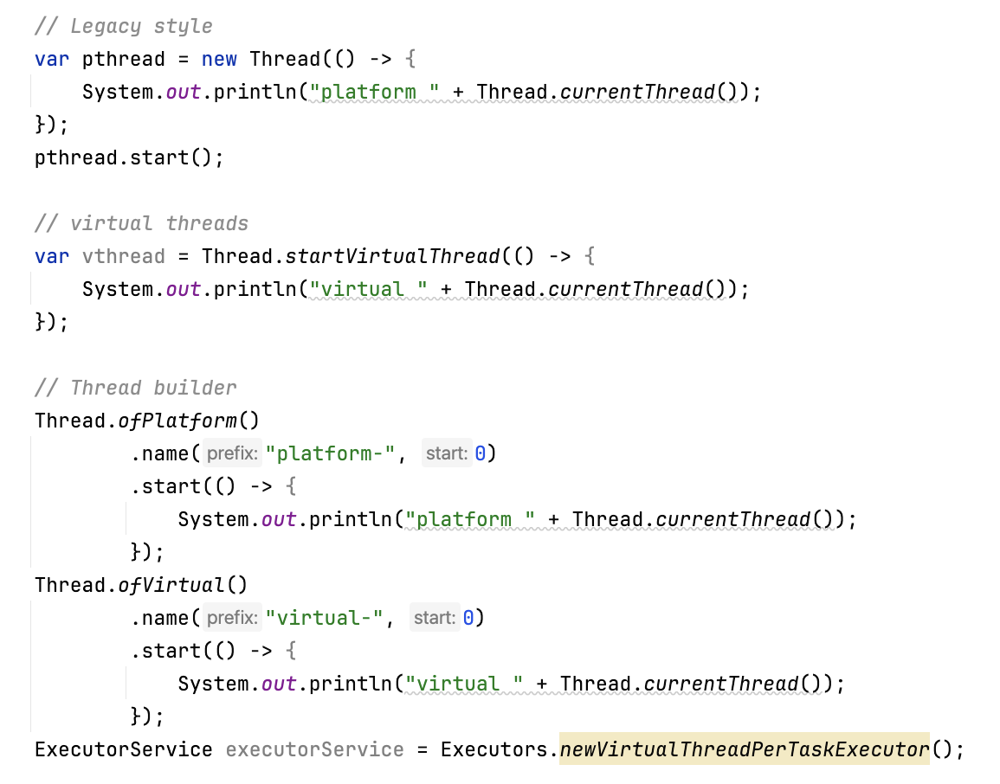 // Legacy style
var pthread = new Thread(() -> {
System.out.println("platform " + Thread.currentThread());
});
pthread.start();
// virtual threads
var vthread = Thread.startVirtualThread(() -> {
System.out.println("virtual " + Thread.currentThread());
});
// Thread builder
Thread.ofPlatform()
.name( prefix: "platform-", start: 0)
.start(() -> {
System.out.println("platform " + Thread.currentThread());
});
Thread.ofVirtual()
.name( prefix: "virtual-", start: 0)
.start(() -> {
System.out.println("virtual " + Thread.currentThread());
});
ExecutorService executorService = Executors.newVirtualThreadPerTaskExecutor();